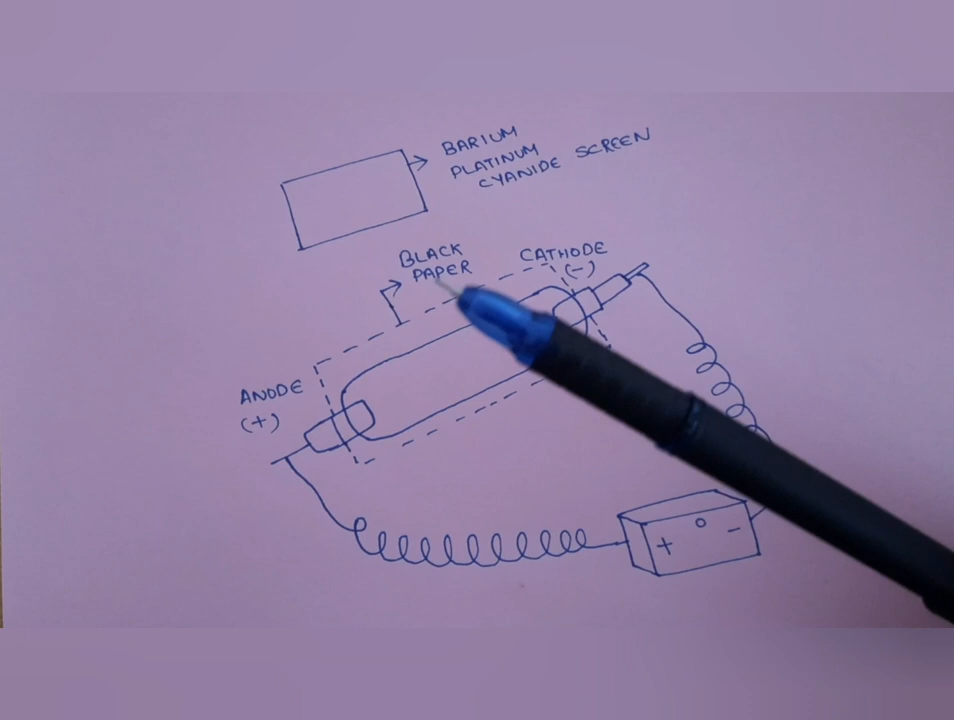 BARIUM
PLATINUM
CYANIDE SCREEN
BLACK
PAPER
CATHODE
(-)
ANODE
(+)
+ o -